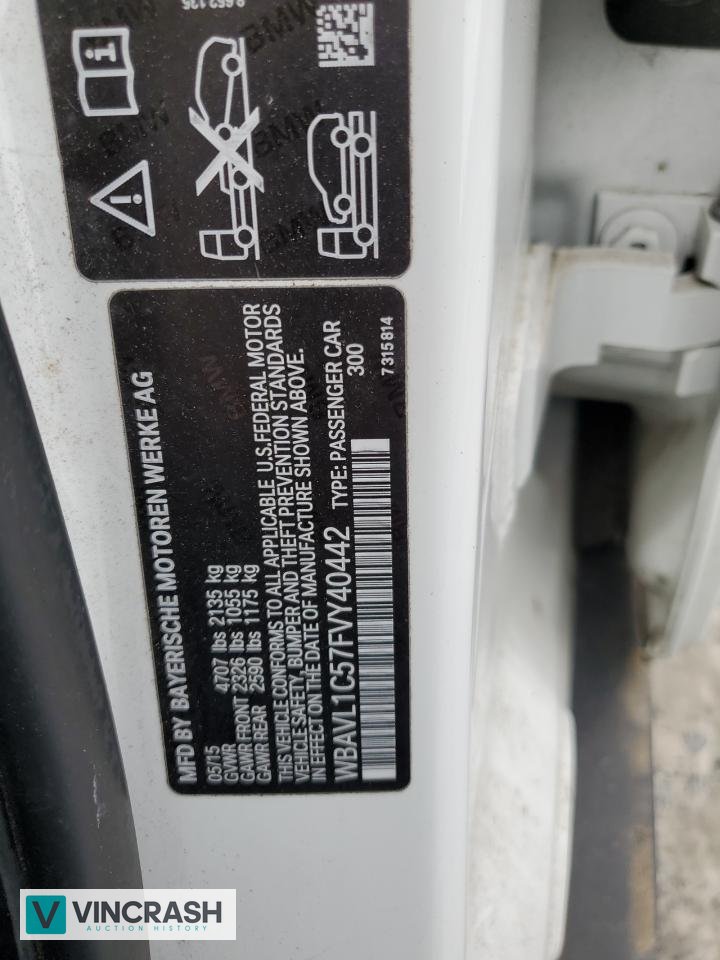 MFD BY BAYERISCHE MOTOREN WERKE AG
05/15
GVWR 4707 lbs 2135 kg
GAWR FRONT 2326 lbs 1055 kg
GAWR REAR 2590 lbs 1175 kg
THIS VEHICLE CONFORMS TO ALL APPLICABLE U.S.FEDERAL MOTOR
VEHICLE SAFETY, BUMPER AND THEFT PREVENTION STANDARDS
IN EFFECT ON THE DATE OF MANUFACTURE SHOWN ABOVE.
WBAVL1C57FVY40442 TYPE: PASSENGER CAR
300
7 315 814
VINCRASH
AUCTION HISTORY